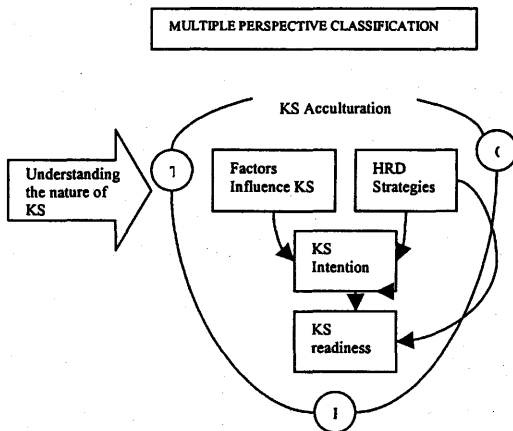 MULTIPLE PERSPECTIVE CLASSIFICATION
KS Acculturation
Understanding
the nature of
KS
Factors
Influence KS
HRD
Strategies
KS
Intention
KS
readiness